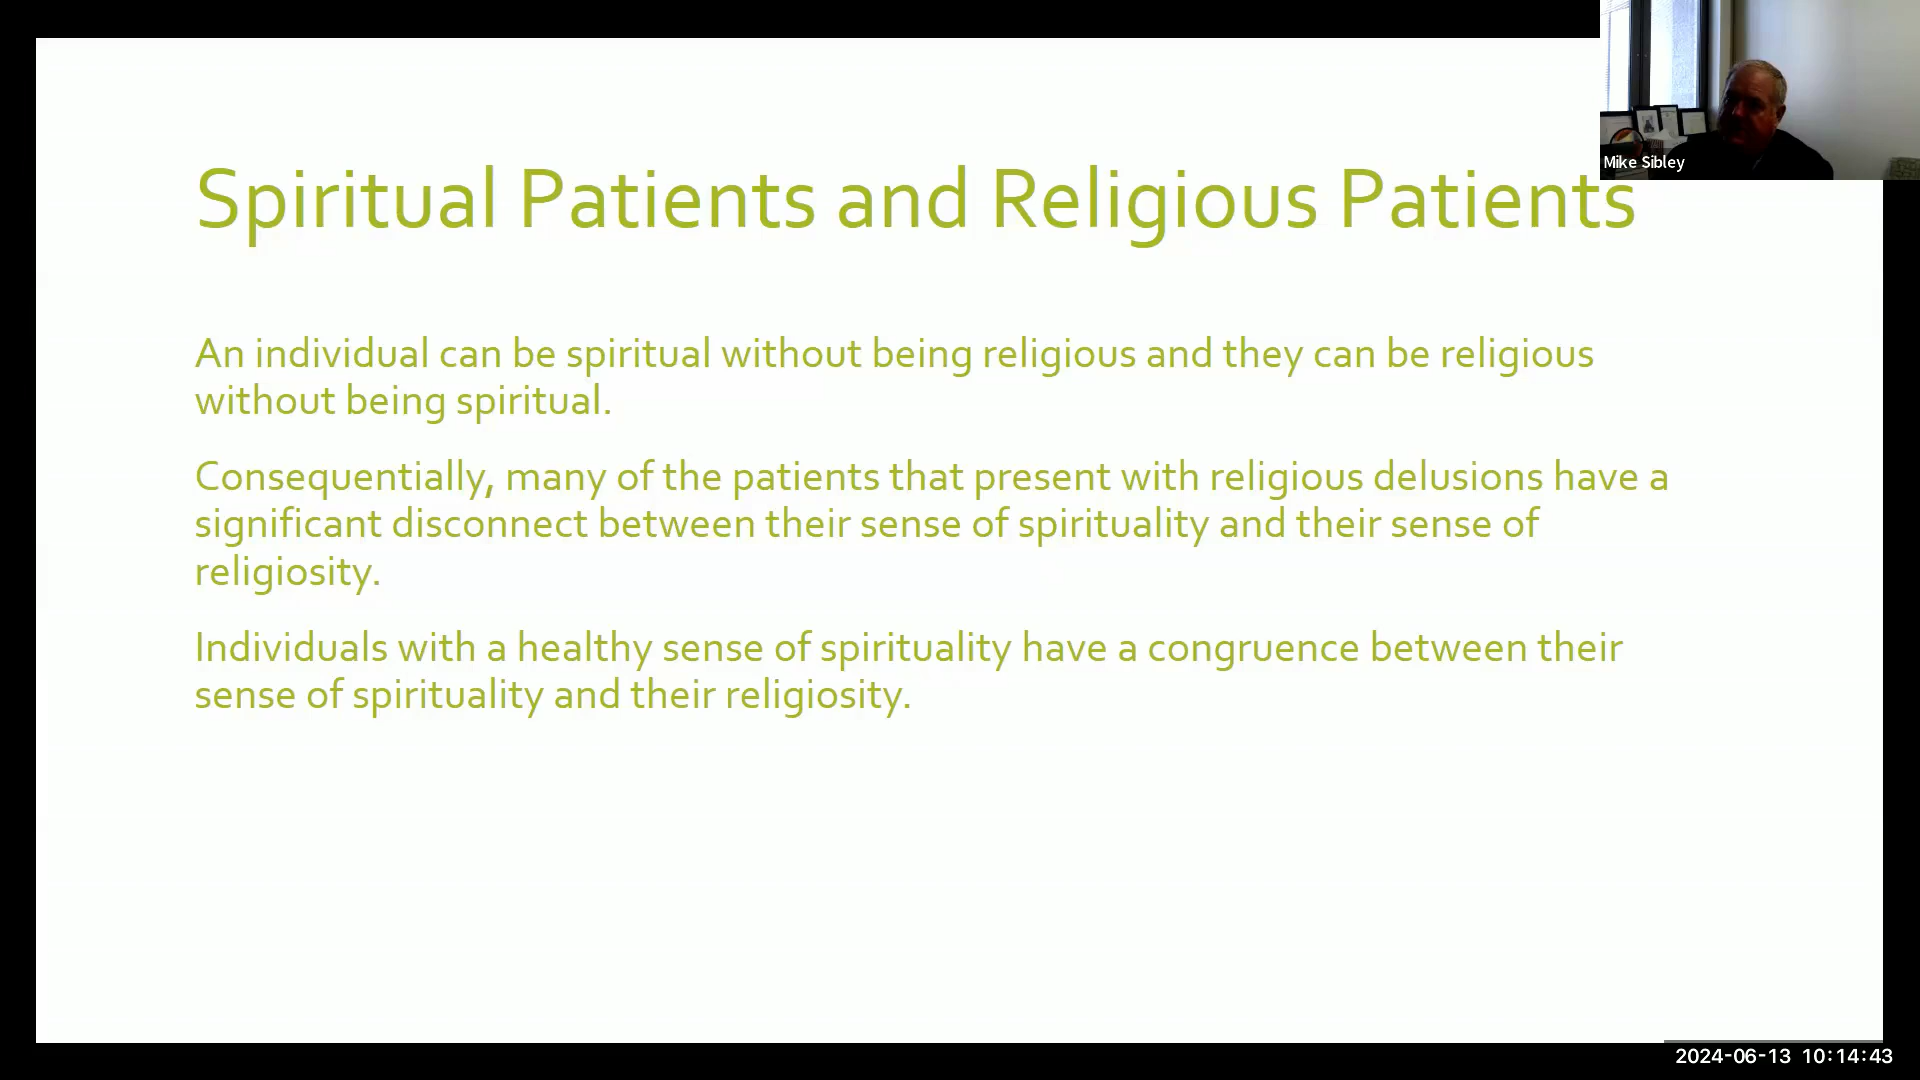 Mike Sibley
Spiritual Patients and Religious Patients
An individual can be spiritual without being religious and they can be religious
without being spiritual.
Consequentially, many of the patients that present with religious delusions have a
significant disconnect between their sense of spirituality and their sense of
religiosity.
Individuals with a healthy sense of spirituality have a congruence between their
sense of spirituality and their religiosity.
2024-06-13 10:14:43